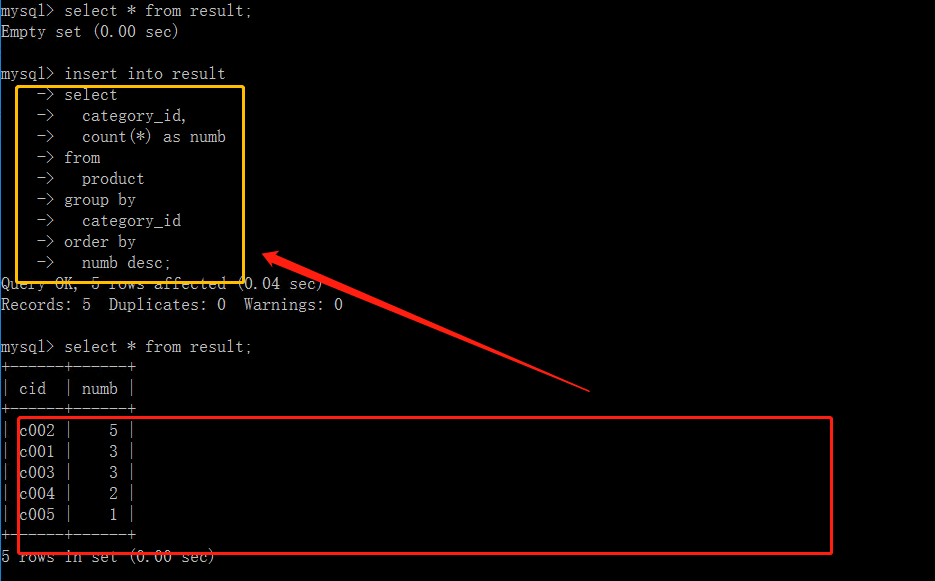 mysql> select * from result;
Empty set (0.00 sec)
mysql> insert into result
-> select
-> category_id,
-> count(*) as numb
-> from
-> product
-> group by
-> category_id
-> order by
-> numb desc;
Query OK, 5 rows affected (0.04 sec)
Records: 5 Duplicates: 0 Warnings: 0
mysql> select * from result;
+------+------+
| cid | numb |
+------+------+
| c002 | 5 |
| c001 | 3 |
| c003 | 3 |
| c004 | 2 |
| c005 | 1 |
+------+------+
5 rows in set (0.00 sec)